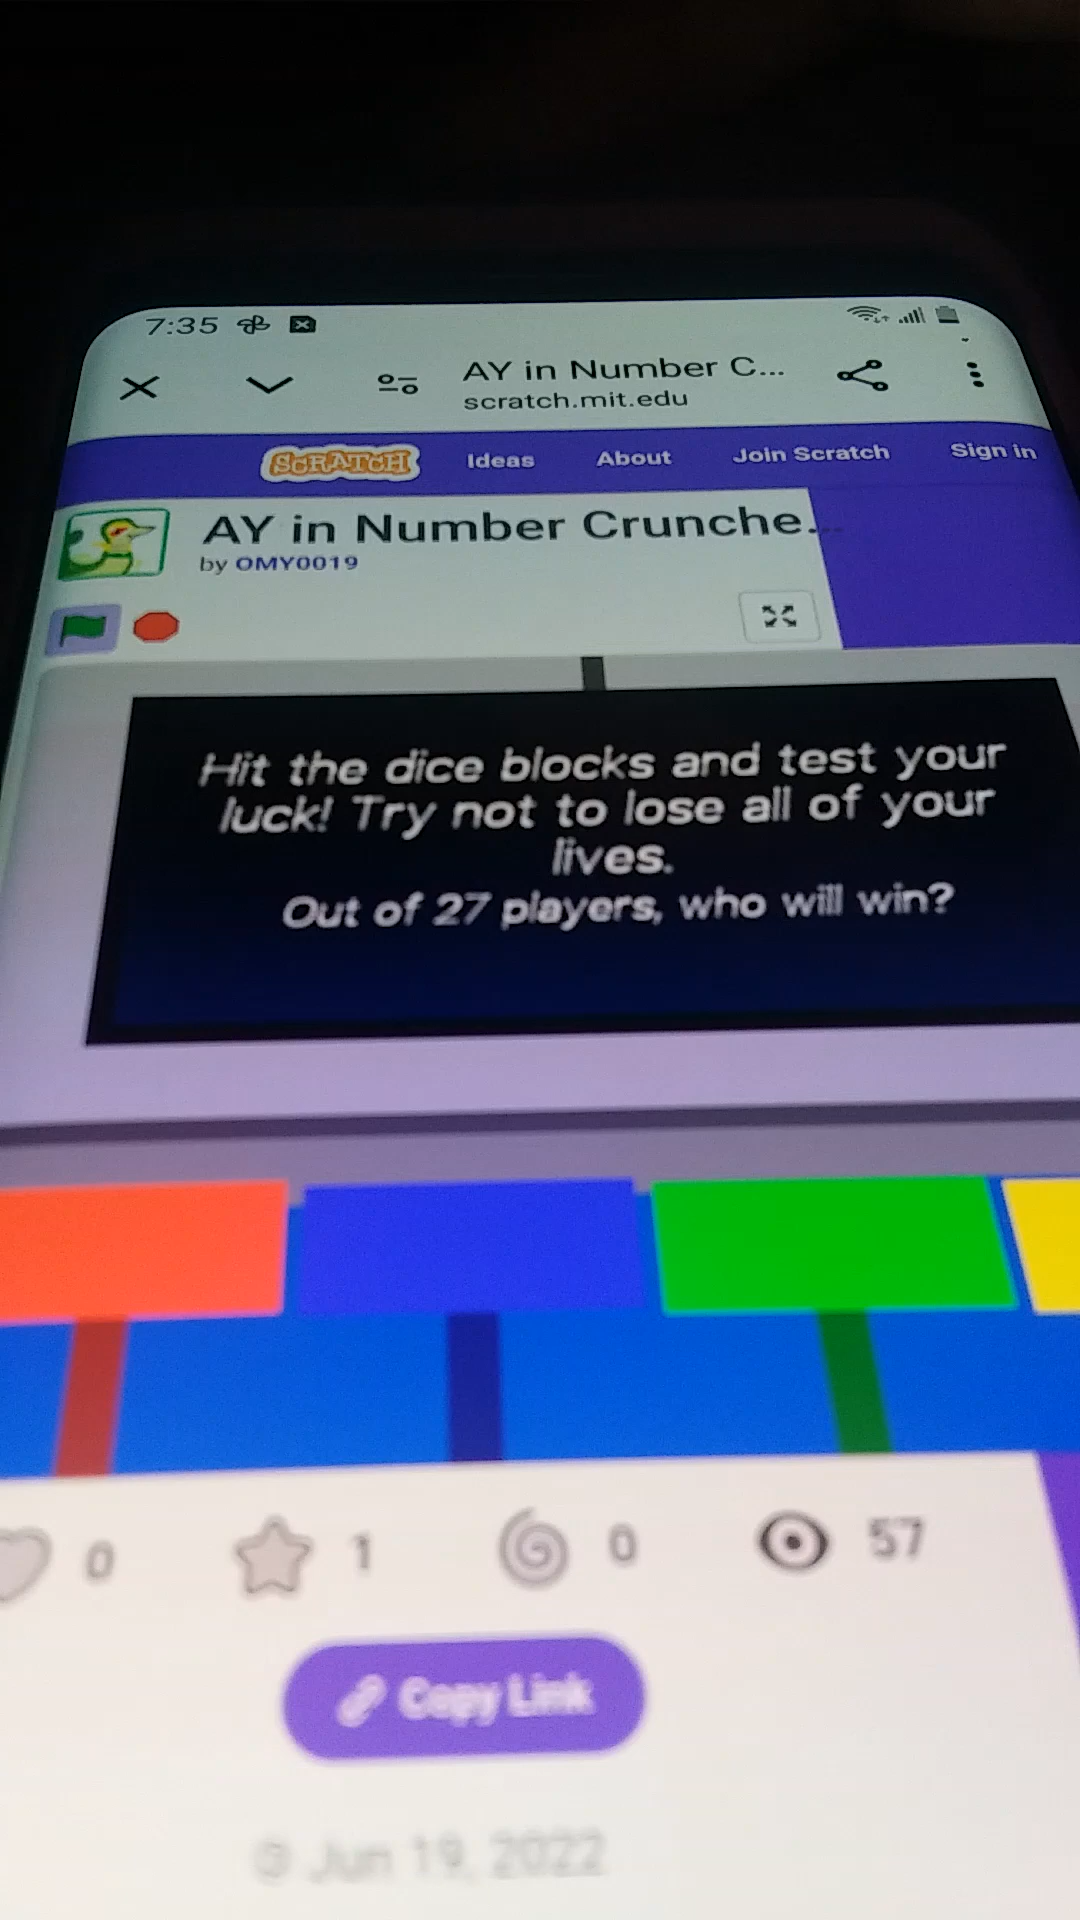 7:35
AY in Number C...
scratch.mit.edu
SCRATCH Ideas About Join Scratch Sign in
AY in Number Crunche...
by OMY0019
Hit the dice blocks and test your
luck! Try not to lose all of your
lives.
Out of 27 players, who will win?
0 1 0 57
Copy Link
Jun 19, 2022